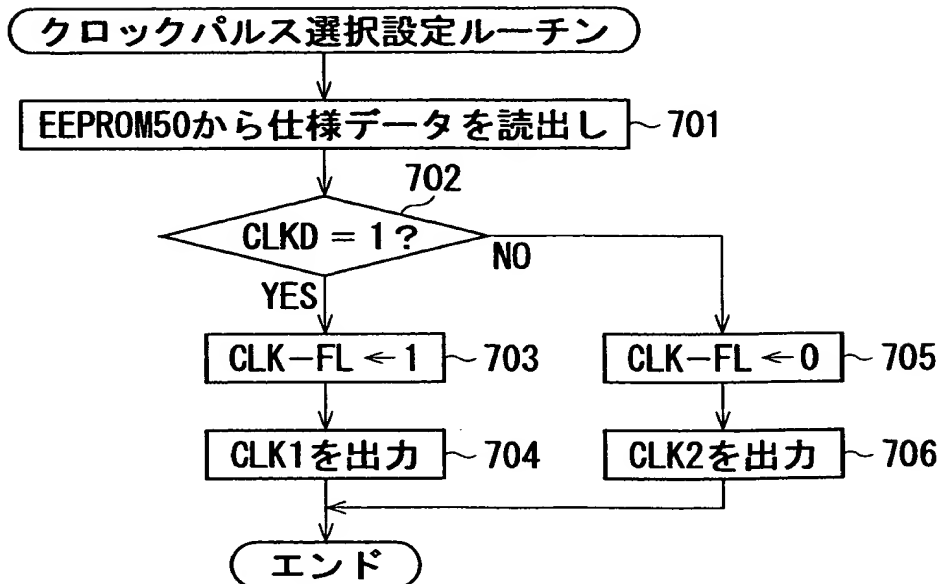 クロックパルス選択設定ルーチン
EEPROM50から仕様データを読出し
701
702
CLKD = 1?
NO
YES
CLK-FL←1
703
CLK-FL←0
705
CLK1を出力
704
CLK2を出力
706
エンド